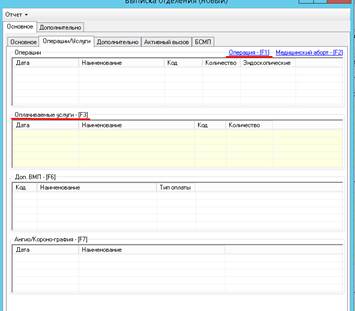 Выписка отделения (новый)
Отчет
Основное Дополнительно
Основное Операции/Услуги Дополнительно Активный вызов БСМП
Операции Операция - [F1] Медицинский аборт - [F2]
Дата Наименование Код Количество Эндоскопические
Оплачиваемые услуги - [F3]
Дата Наименование Код Количество
Доп. ВМП - [F6]
Код Наименование Тип оплаты
Ангио/Короно-графия - [F7]
Дата Наименование